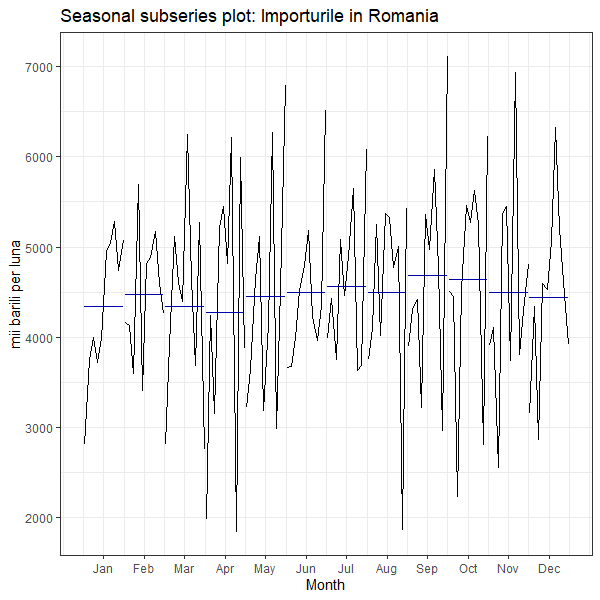 Seasonal subseries plot: Importurile in Romania
mii barili per luna
7000
6000
5000
4000
3000
2000
Jan Feb Mar Apr May Jun Jul Aug Sep Oct Nov Dec
Month